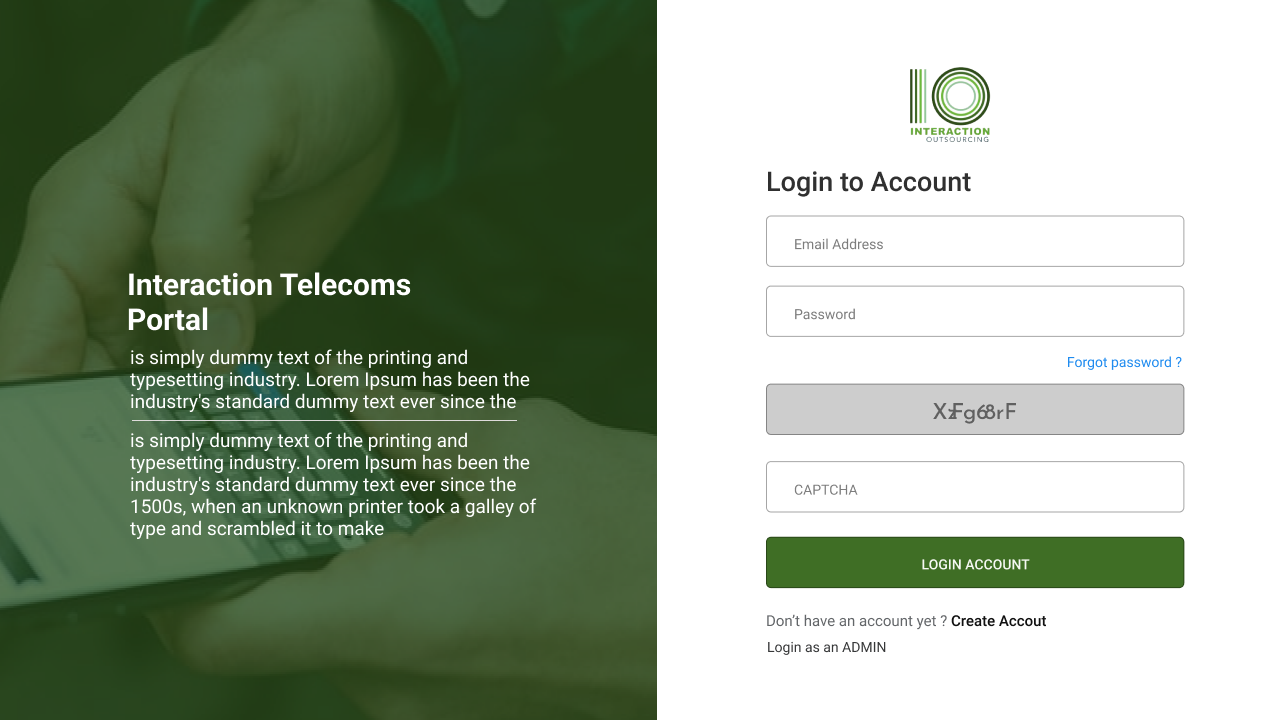 Interaction Telecoms
Portal
is simply dummy text of the printing and
typesetting industry. Lorem Ipsum has been the
industry's standard dummy text ever since the
is simply dummy text of the printing and
typesetting industry. Lorem Ipsum has been the
industry's standard dummy text ever since the
1500s, when an unknown printer took a galley of
type and scrambled it to make
IO
INTERACTION
OUTSOURCING
Login to Account
Email Address
Password
Forgot password ?
CAPTCHA
LOGIN ACCOUNT
Don’t have an account yet ? Create Accout
Login as an ADMIN